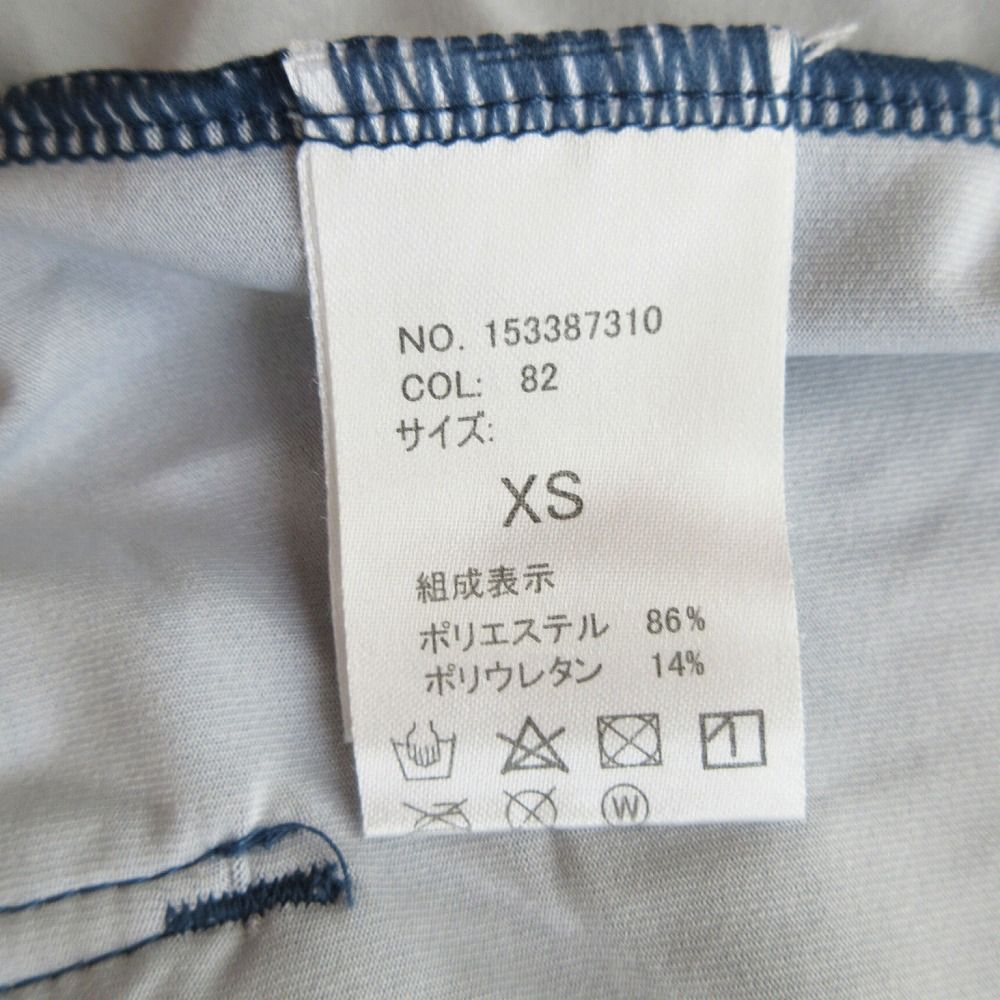 NO. 153387310
COL: 82
サイズ:
XS
組成表示
ポリエステル 86%
ポリウレタン 14%
W